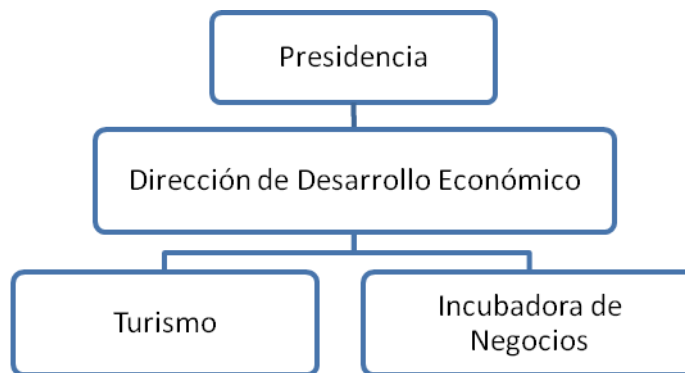 Presidencia
Dirección de Desarrollo Económico
Turismo
Incubadora de
Negocios